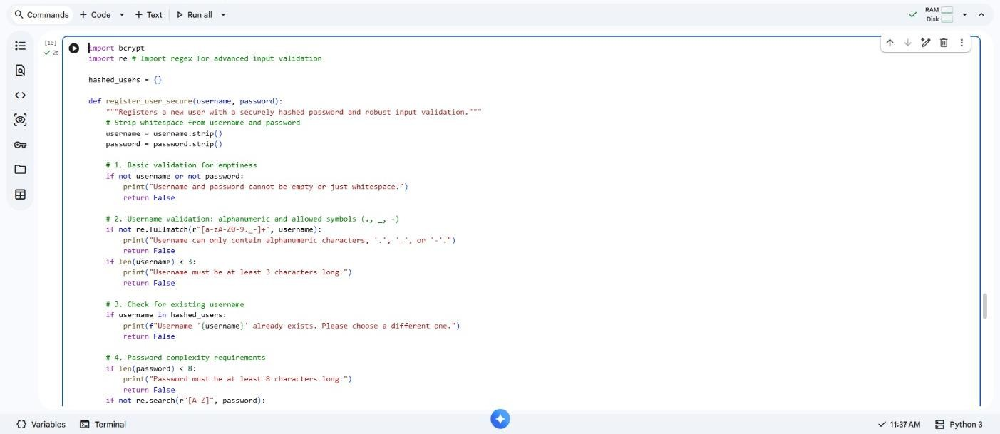 Commands + Code + Text Run all
RAM
Disk
[10]
2s
import bcrypt
import re # Import regex for advanced input validation
hashed_users = {}
def register_user_secure(username, password):
"""Registers a new user with a securely hashed password and robust input validation."""
# Strip whitespace from username and password
username = username.strip()
password = password.strip()
# 1. Basic validation for emptiness
if not username or not password:
print("Username and password cannot be empty or just whitespace.")
return False
# 2. Username validation: alphanumeric and allowed symbols (., _, -)
if not re.fullmatch(r"[a-zA-Z0-9._-]+", username):
print("Username can only contain alphanumeric characters, '.', '_', or '-'.")
return False
if len(username) < 3:
print("Username must be at least 3 characters long.")
return False
# 3. Check for existing username
if username in hashed_users:
print(f"Username '{username}' already exists. Please choose a different one.")
return False
# 4. Password complexity requirements
if len(password) < 8:
print("Password must be at least 8 characters long.")
return False
if not re.search(r"[A-Z]", password):
{} Variables Terminal 11:37 AM Python 3